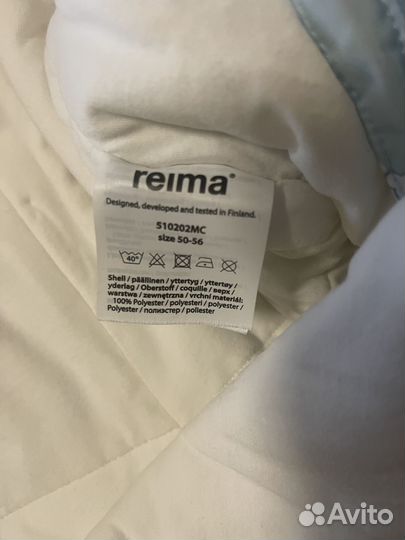 reima®
Designed, developed and tested in Finland.
510202MC
size 50-56
40°
Shell / päällinen / yttertyg / yttertøy /
yderlag / Oberstoff / coquille / верх /
warstwa / zewnętrzna / vrchní materiál:
100% Polyester / polyesteri / polyester /
Polyester / полиэстер / poliester
Avito